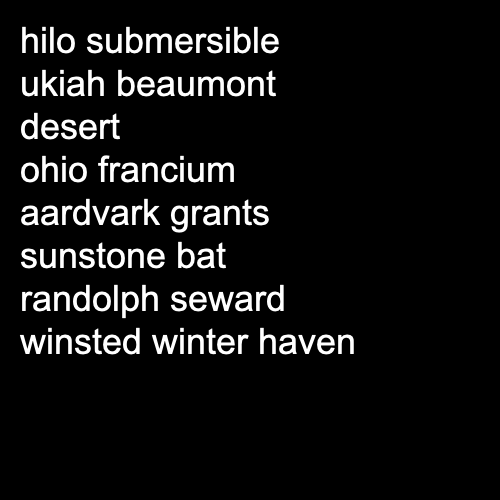 hilo submersible
ukiah beaumont
desert
ohio francium
aardvark grants
sunstone bat
randolph seward
winsted winter haven